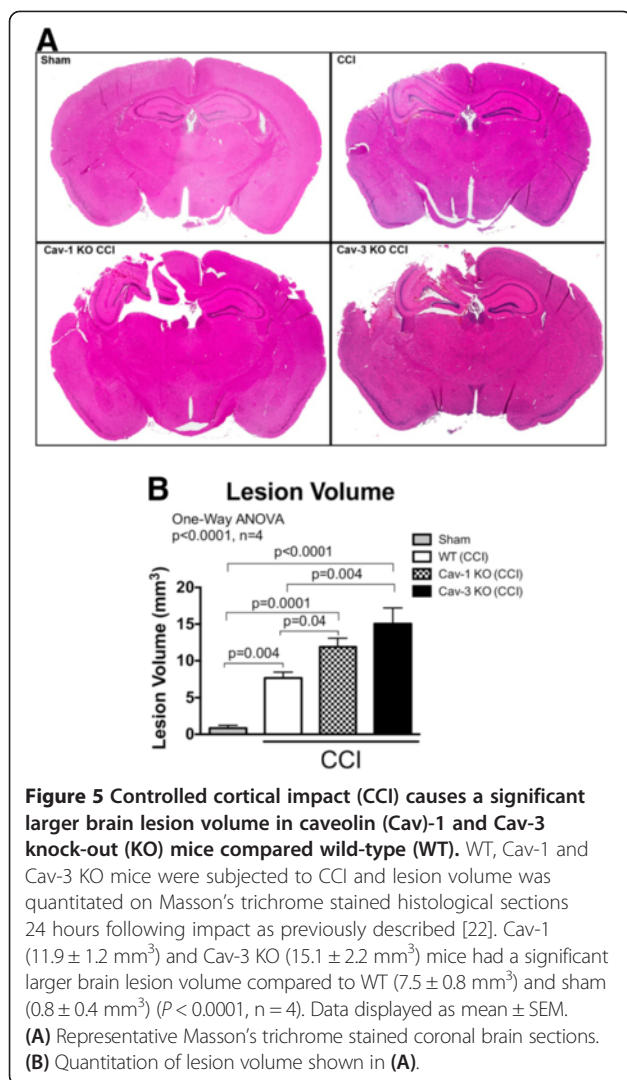 A
Sham
CCI
Cav-1 KO CCI
Cav-3 KO CCI
B
Lesion Volume
One-Way ANOVA
p<0.0001, n=4
Sham
WT (CCI)
Cav-1 KO (CCI)
Cav-3 KO (CCI)
p<0.0001
p=0.004
p=0.0001
p=0.04
p=0.004
Lesion Volume (mm³)
20
15
10
5
0
CCI
Figure 5 Controlled cortical impact (CCI) causes a significant
larger brain lesion volume in caveolin (Cav)-1 and Cav-3
knock-out (KO) mice compared wild-type (WT). WT, Cav-1 and
Cav-3 KO mice were subjected to CCI and lesion volume was
quantitated on Masson's trichrome stained histological sections
24 hours following impact as previously described [22]. Cav-1
(11.9 ± 1.2 mm³) and Cav-3 KO (15.1 ± 2.2 mm³) mice had a significant
larger brain lesion volume compared to WT (7.5 ± 0.8 mm³) and sham
(0.8 ± 0.4 mm³) (P < 0.0001, n = 4). Data displayed as mean ± SEM.
(A) Representative Masson's trichrome stained coronal brain sections.
(B) Quantitation of lesion volume shown in (A).